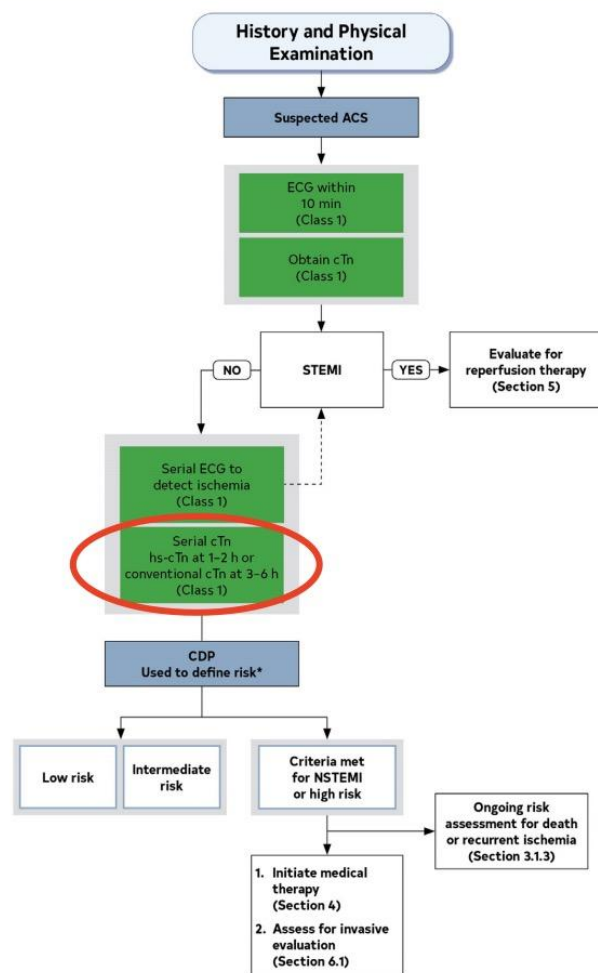 History and Physical
Examination
Suspected ACS
ECG within
10 min
(Class 1)
Obtain cTn
(Class 1)
NO
STEMI
YES
Evaluate for
reperfusion therapy
(Section 5)
Serial ECG to
detect ischemia
(Class 1)
Serial cTn
hs-cTn at 1–2 h or
conventional cTn at 3–6 h
(Class 1)
CDP
Used to define risk*
Low risk
Intermediate
risk
Criteria met
for NSTEMI
or high risk
Ongoing risk
assessment for death
or recurrent ischemia
(Section 3.1.3)
1. Initiate medical
therapy
(Section 4)
2. Assess for invasive
evaluation
(Section 6.1)